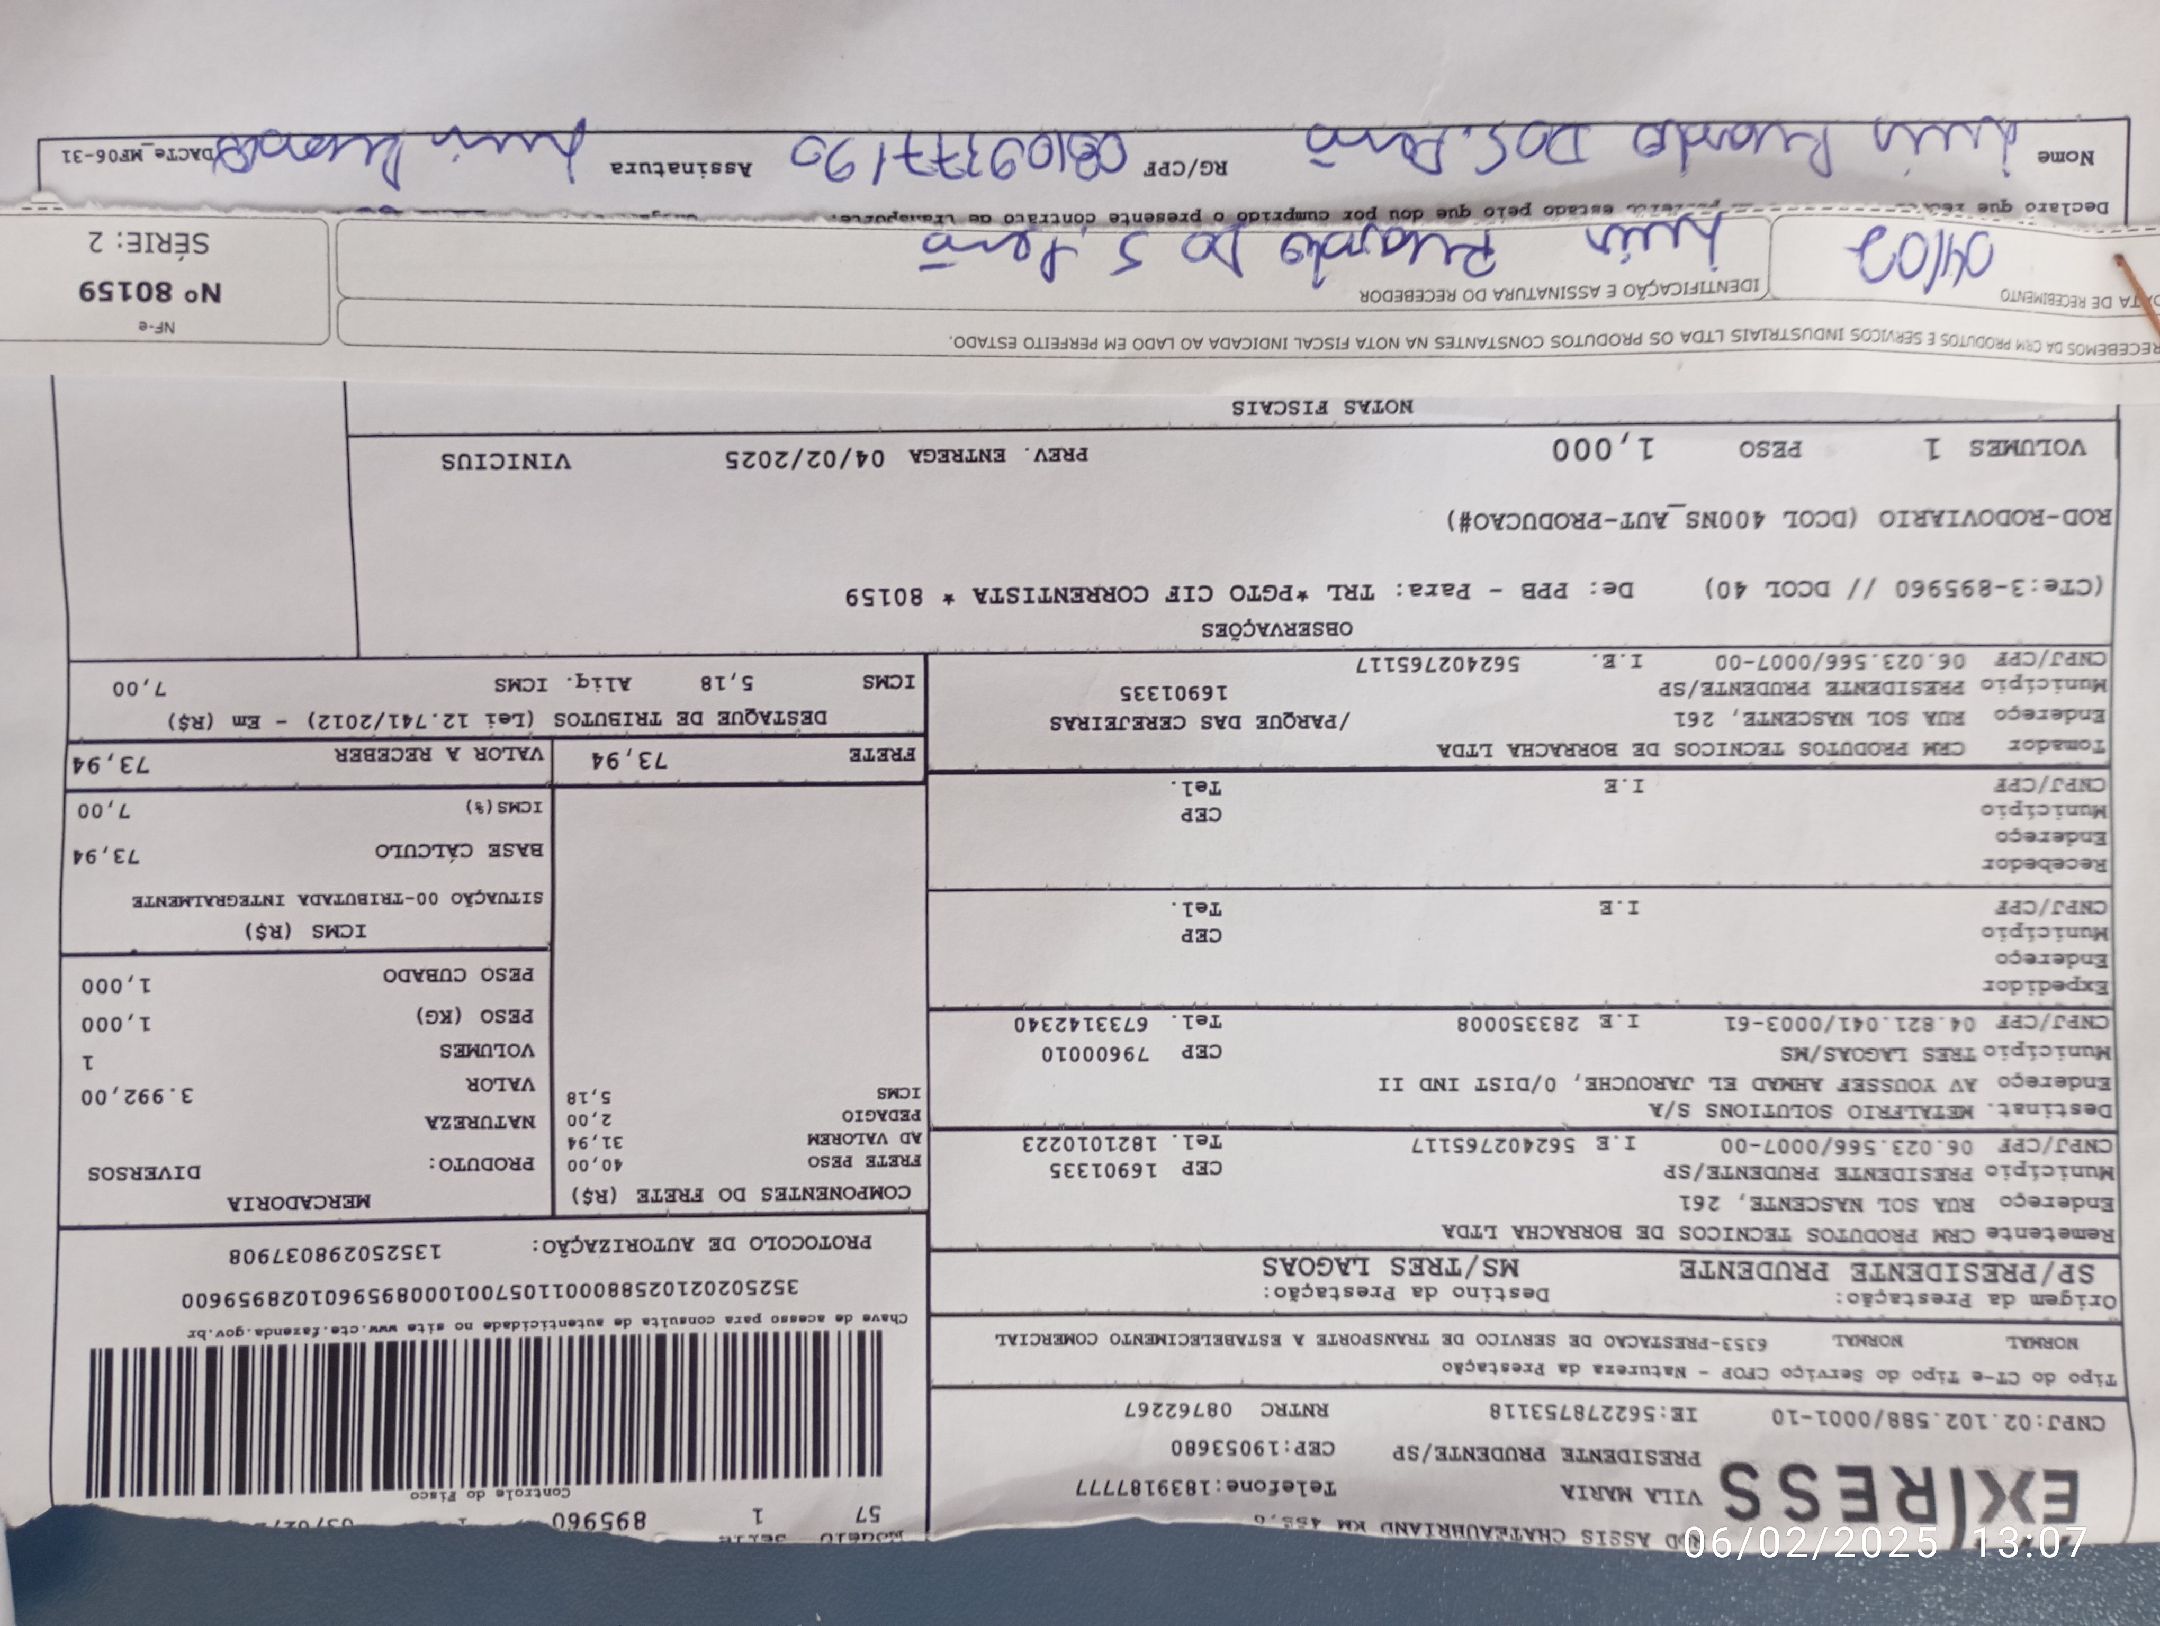 ROD ASSIS CHATEAUBRIAND KM 455,0
EXPRESS
VILA MARIA Telefone:1839187777
PRESIDENTE PRUDENTE/SP CEP:19053680
CNPJ:02.102.588/0001-10 IE:562278753118 RNTRC 08762267
57 1 895960
Controle do Fisco
Tipo do CT-e Tipo do Serviço CFOP - Natureza da Prestação
NORMAL NORMAL 6353-PRESTACAO DE SERVICO DE TRANSPORTE A ESTABELECIMENTO COMERCIAL
Chave de acesso para consulta de autenticidade no site www.cte.fazenda.gov.br
35250202102588000110570010008959601028959600
PROTOCOLO DE AUTORIZAÇÃO: 135250298037908
Origem da Prestação: Destino da Prestação:
SP/PRESIDENTE PRUDENTE MS/TRES LAGOAS
Remetente CRM PRODUTOS TECNICOS DE BORRACHA LTDA
Endereço RUA SOL NASCENTE, 261
Município PRESIDENTE PRUDENTE/SP CEP 16901335
CNPJ/CPF 06.023.566/0007-00 I.E 562402765117 Tel. 1821010223
Destinat. METALFRIO SOLUTIONS S/A
Endereço AV YOUSSEF AHMAD EL JAROUCHE, 0/DIST IND II
Município TRES LAGOAS/MS CEP 79600010
CNPJ/CPF 04.821.041/0003-61 I.E 283350008 Tel. 6733142340
Expedidor
Endereço
Município CEP
CNPJ/CPF I.E Tel.
Recebedor
Endereço
Município CEP
CNPJ/CPF I.E Tel.
Tomador CRM PRODUTOS TECNICOS DE BORRACHA LTDA
Endereço RUA SOL NASCENTE, 261 /PARQUE DAS CEREJEIRAS
Município PRESIDENTE PRUDENTE/SP 16901335
CNPJ/CPF 06.023.566/0007-00 I.E. 562402765117
COMPONENTES DO FRETE (R$)
FRETE PESO 40,00
AD VALOREM 31,94
PEDAGIO 2,00
ICMS 5,18
MERCADORIA
PRODUTO: DIVERSOS
NATUREZA
VALOR 3.992,00
VOLUMES 1
PESO (KG) 1,000
PESO CUBADO 1,000
ICMS (R$)
SITUAÇÃO 00-TRIBUTADA INTEGRALMENTE
BASE CÁLCULO 73,94
ICMS(%) 7,00
FRETE 73,94 VALOR A RECEBER 73,94
DESTAQUE DE TRIBUTOS (Lei 12.741/2012) - Em (R$)
ICMS 5,18 Aliq. ICMS 7,00
OBSERVAÇÕES
(CTe:3-895960 // DCOL 40) De: PPB - Para: TRL *PGTO CIF CORRENTISTA * 80159
ROD-RODOVIARIO (DCOL 400NS_AUT-PRODUCAO#)
VOLUMES 1 PESO 1,000 PREV. ENTREGA 04/02/2025 VINICIUS
NOTAS FISCAIS
RECEBEMOS DA CRM PRODUTOS E SERVICOS INDUSTRIAIS LTDA OS PRODUTOS CONSTANTES NA NOTA FISCAL INDICADA AO LADO EM PERFEITO ESTADO.
NF-e
Nº 80159
SÉRIE: 2
DATA DE RECEBIMENTO IDENTIFICAÇÃO E ASSINATURA DO RECEBEDOR
04/02 Luis Ricardo Do S.
Declaro que estado pelo que dou por cumprido o presente contrato de transporte.
Nome Luis Ricardo Do S. RG/CPF 08109377190 Assinatura Luis Ricardo DACTe_MF06-31
06/02/2025 13:07